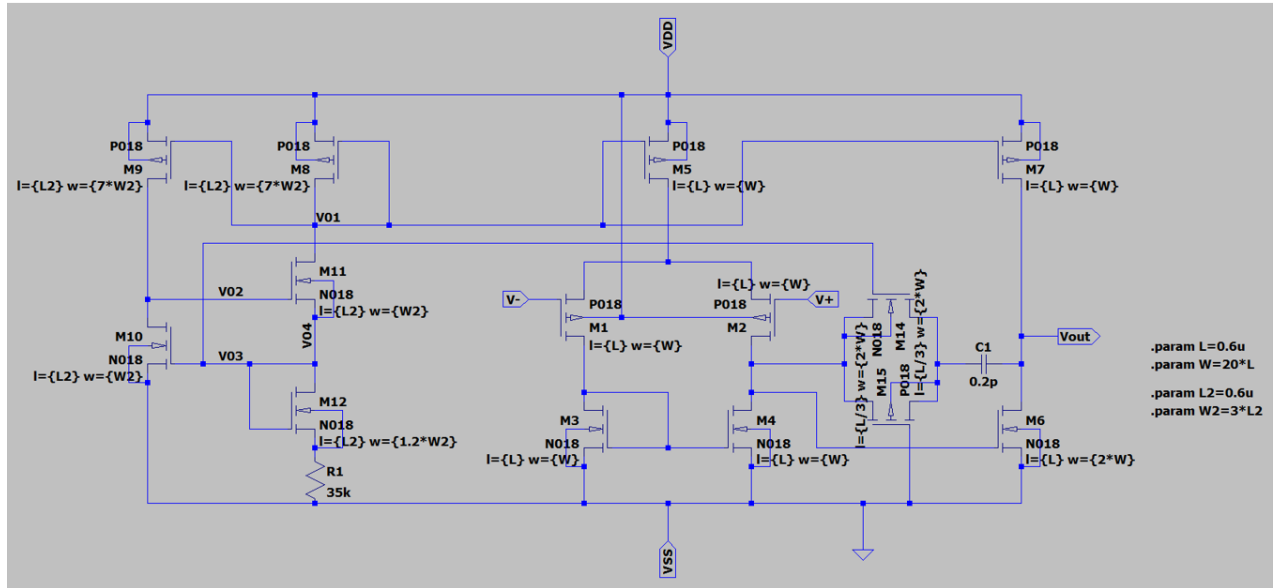 VDD
P018
M9
l={L2} w={7*W2}
P018
M8
l={L2} w={7*W2}
P018
M5
l={L} w={W}
P018
M7
l={L} w={W}
V01
M11
N018
l={L2} w={W2}
V02
V04
M10
N018
l={L2} w={W2}
V03
M12
N018
l={L2} w={1.2*W2}
R1
35k
V-
P018
M1
l={L} w={W}
l={L} w={W}
P018
M2
V+
M3
N018
l={L} w={W}
M4
N018
l={L} w={W}
N018
M14
l={L/3} w={2*W}
l={L/3} w={2*W}
M15
P018
C1
0.2p
Vout
M6
N018
l={L} w={2*W}
VSS
.param L=0.6u
.param W=20*L
.param L2=0.6u
.param W2=3*L2